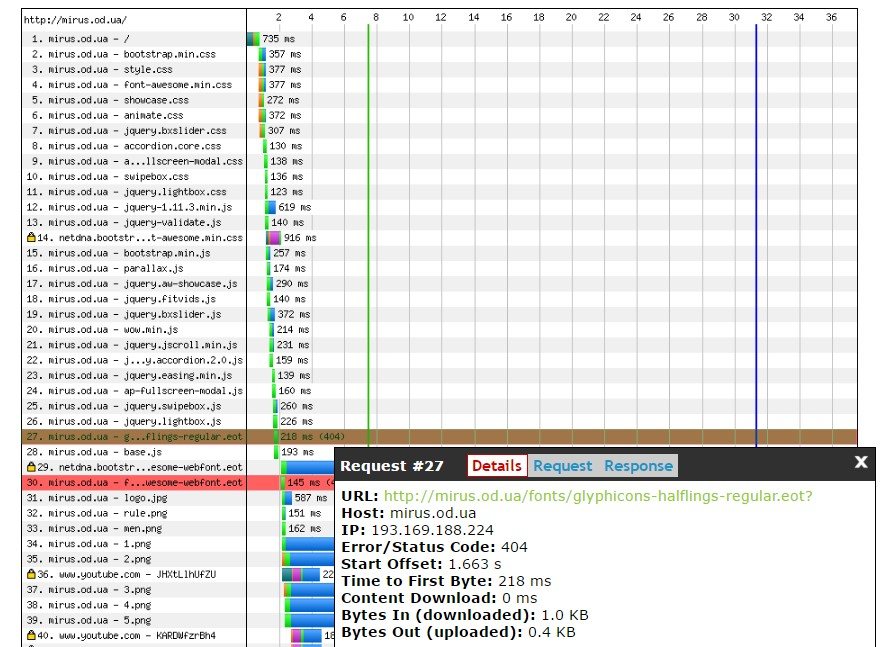 http://mirus.od.ua/
2 4 6 8 10 12 14 16 18 20 22 24 26 28 30 32 34 36
1. mirus.od.ua - / 735 ms
2. mirus.od.ua - bootstrap.min.css 357 ms
3. mirus.od.ua - style.css 377 ms
4. mirus.od.ua - font-awesome.min.css 377 ms
5. mirus.od.ua - showcase.css 272 ms
6. mirus.od.ua - animate.css 372 ms
7. mirus.od.ua - jquery.bxslider.css 307 ms
8. mirus.od.ua - accordion.core.css 130 ms
9. mirus.od.ua - a...llscreen-modal.css 138 ms
10. mirus.od.ua - swipebox.css 136 ms
11. mirus.od.ua - jquery.lightbox.css 123 ms
12. mirus.od.ua - jquery-1.11.3.min.js 619 ms
13. mirus.od.ua - jquery-validate.js 140 ms
14. netdna.bootstr...t-awesome.min.css 916 ms
15. mirus.od.ua - bootstrap.min.js 257 ms
16. mirus.od.ua - parallax.js 174 ms
17. mirus.od.ua - jquery.aw-showcase.js 290 ms
18. mirus.od.ua - jquery.fitvids.js 140 ms
19. mirus.od.ua - jquery.bxslider.js 372 ms
20. mirus.od.ua - wow.min.js 214 ms
21. mirus.od.ua - jquery.jscroll.min.js 231 ms
22. mirus.od.ua - j...y.accordion.2.0.js 159 ms
23. mirus.od.ua - jquery.easing.min.js 139 ms
24. mirus.od.ua - ap-fullscreen-modal.js 160 ms
25. mirus.od.ua - jquery.swipebox.js 260 ms
26. mirus.od.ua - jquery.lightbox.js 226 ms
27. mirus.od.ua - g...flings-regular.eot 218 ms (404)
28. mirus.od.ua - base.js 193 ms
29. netdna.bootstr...esome-webfont.eot
30. mirus.od.ua - f...wesome-webfont.eot 145 ms (4
31. mirus.od.ua - logo.jpg 587 ms
32. mirus.od.ua - rule.png 151 ms
33. mirus.od.ua - men.png 162 ms
34. mirus.od.ua - 1.png
35. mirus.od.ua - 2.png
36. www.youtube.com - JHXtLlhUfZU 22
37. mirus.od.ua - 3.png
38. mirus.od.ua - 4.png
39. mirus.od.ua - 5.png
40. www.youtube.com - KARDWfzrBh4 18
Request #27 Details Request Response X
URL: http://mirus.od.ua/fonts/glyphicons-halflings-regular.eot?
Host: mirus.od.ua
IP: 193.169.188.224
Error/Status Code: 404
Start Offset: 1.663 s
Time to First Byte: 218 ms
Content Download: 0 ms
Bytes In (downloaded): 1.0 KB
Bytes Out (uploaded): 0.4 KB